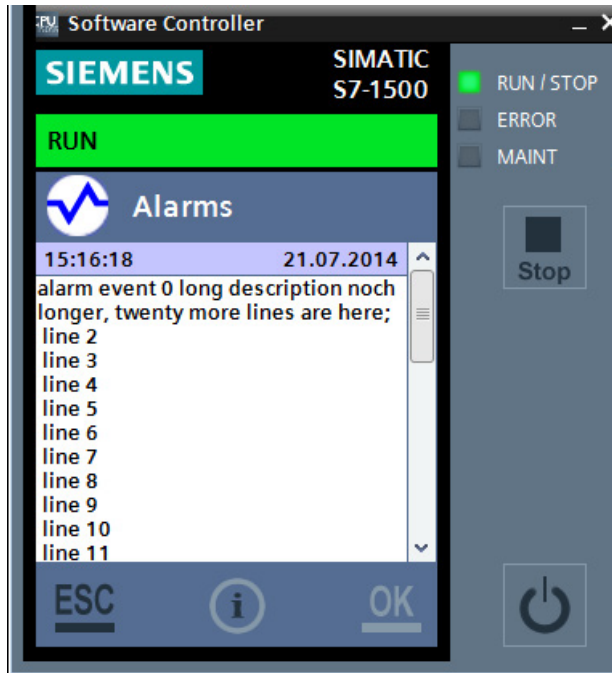 CPU
Software Controller
SIEMENS
SIMATIC
S7-1500
RUN
Alarms
15:16:18 21.07.2014
alarm event 0 long description noch
longer, twenty more lines are here;
line 2
line 3
line 4
line 5
line 6
line 7
line 8
line 9
line 10
line 11
ESC
i
OK
RUN / STOP
ERROR
MAINT
Stop